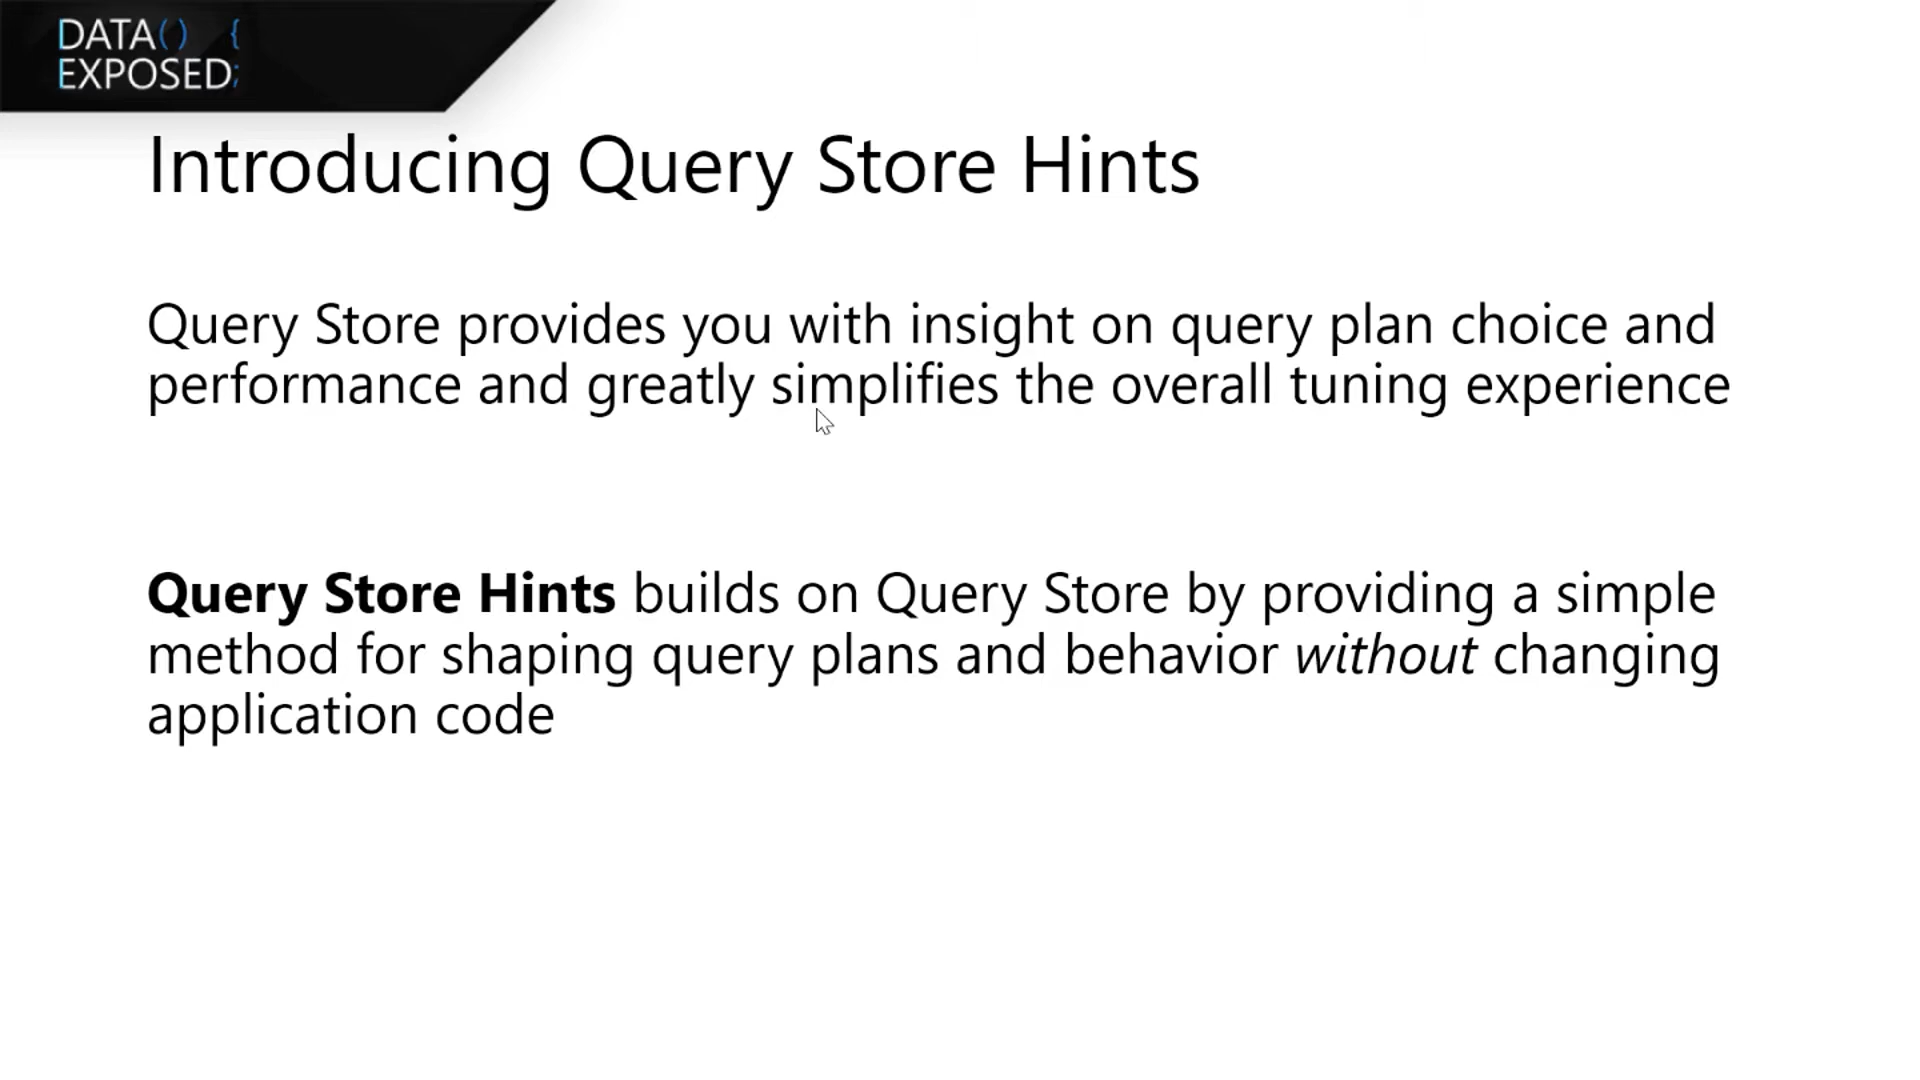 DATA() {
EXPOSED;
Introducing Query Store Hints
Query Store provides you with insight on query plan choice and
performance and greatly simplifies the overall tuning experience
Query Store Hints builds on Query Store by providing a simple
method for shaping query plans and behavior without changing
application code